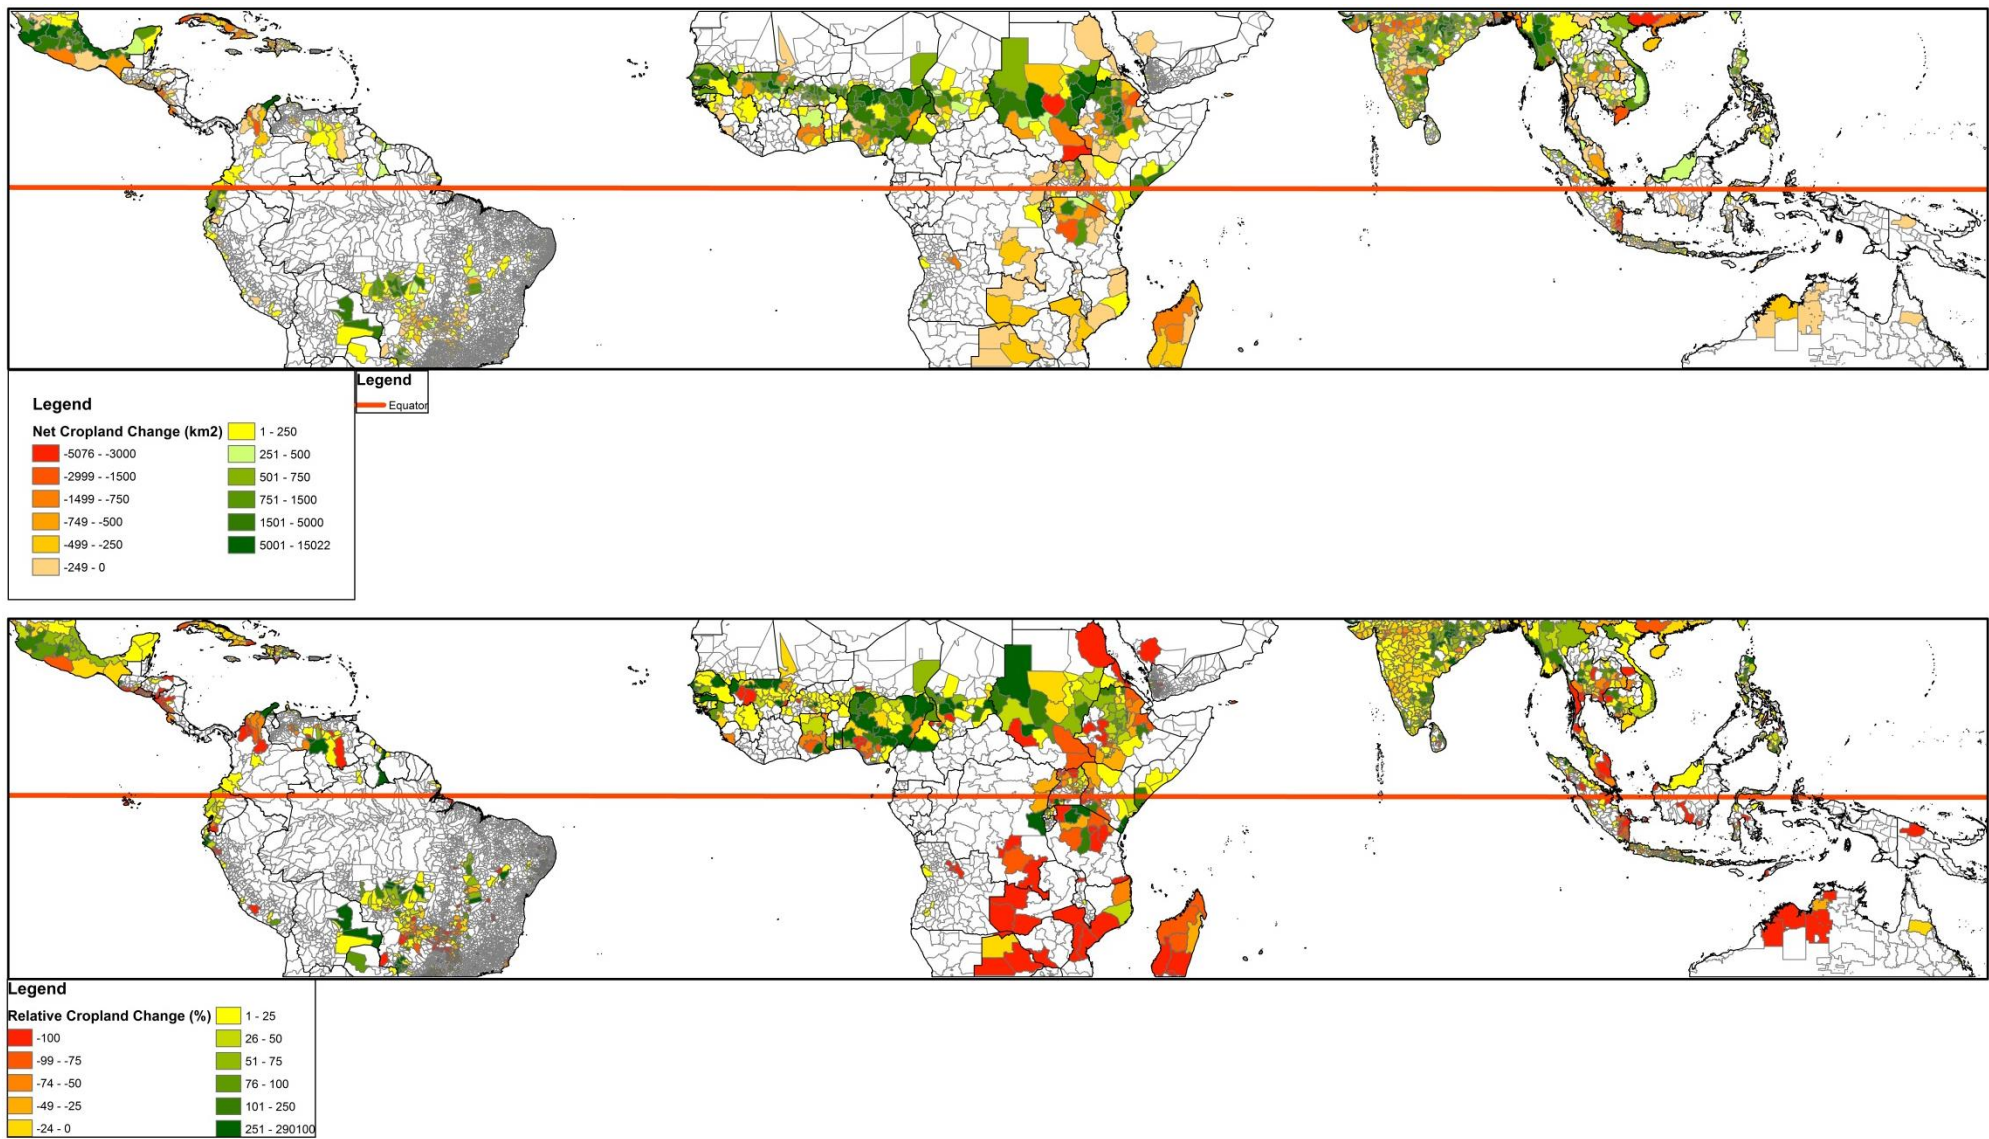 Legend
Equator
Legend
Net Cropland Change (km2)
-5076 - -3000
-2999 - -1500
-1499 - -750
-749 - -500
-499 - -250
-249 - 0
1 - 250
251 - 500
501 - 750
751 - 1500
1501 - 5000
5001 - 15022
Legend
Relative Cropland Change (%)
-100
-99 - -75
-74 - -50
-49 - -25
-24 - 0
1 - 25
26 - 50
51 - 75
76 - 100
101 - 250
251 - 290100